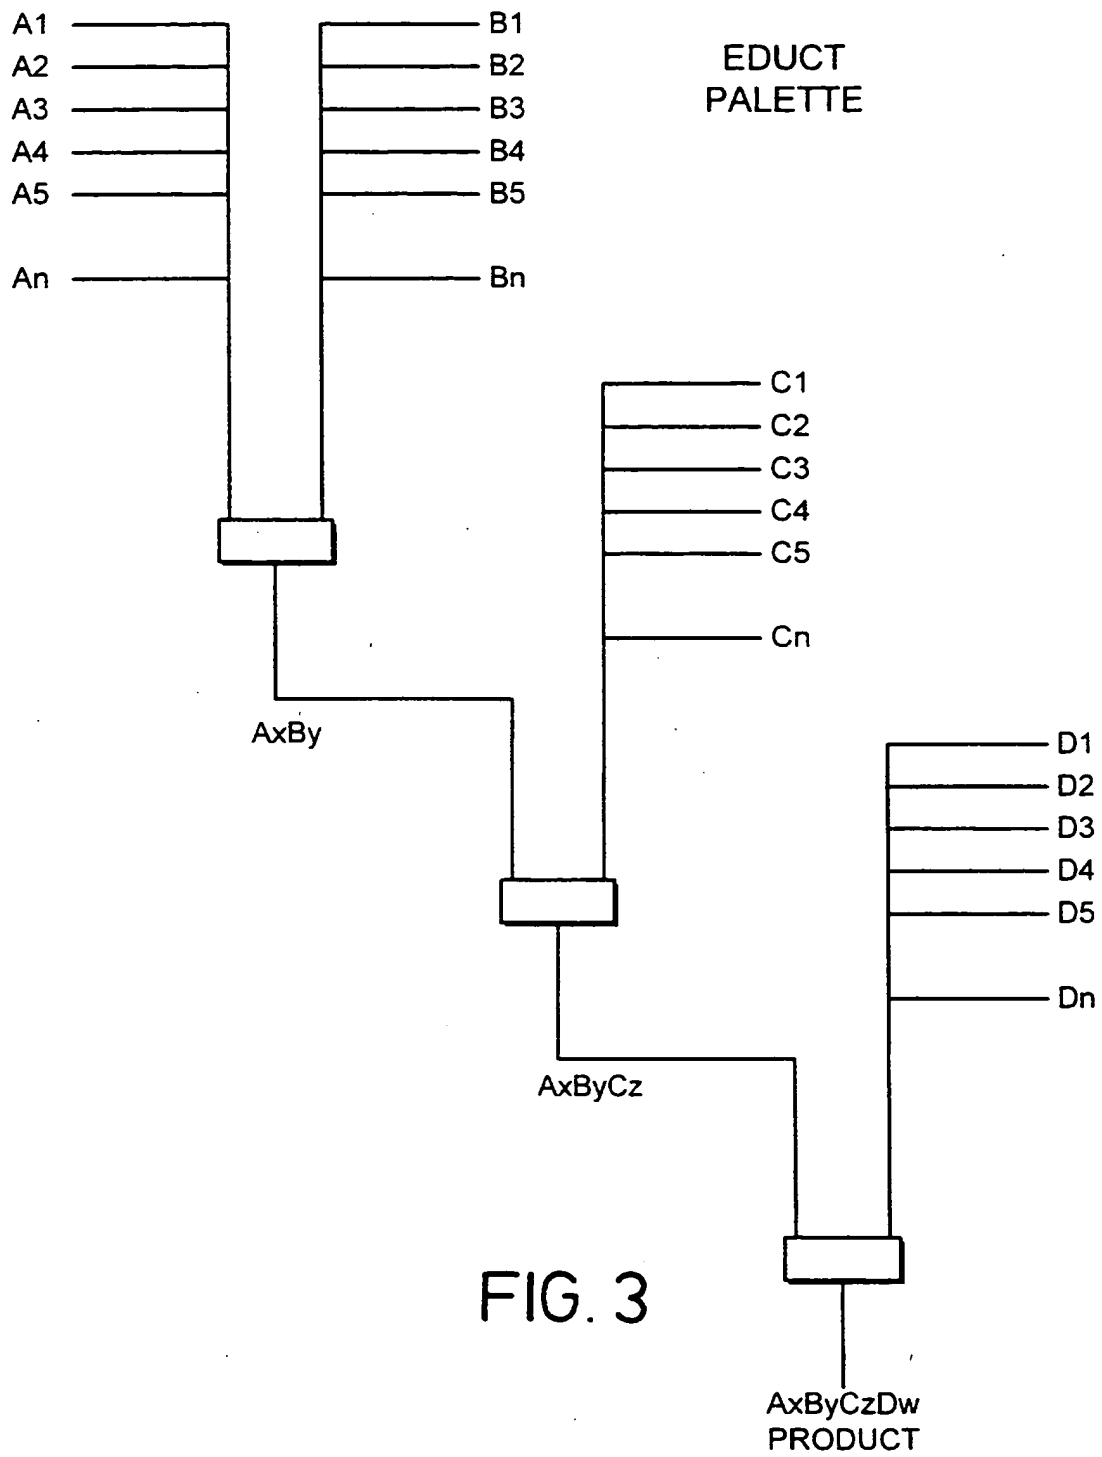 A1
A2
A3
A4
A5
An
B1
B2
B3
B4
B5
Bn
EDUCT
PALETTE
C1
C2
C3
C4
C5
Cn
AxBy
D1
D2
D3
D4
D5
Dn
AxByCz
FIG. 3
AxByCzDw
PRODUCT